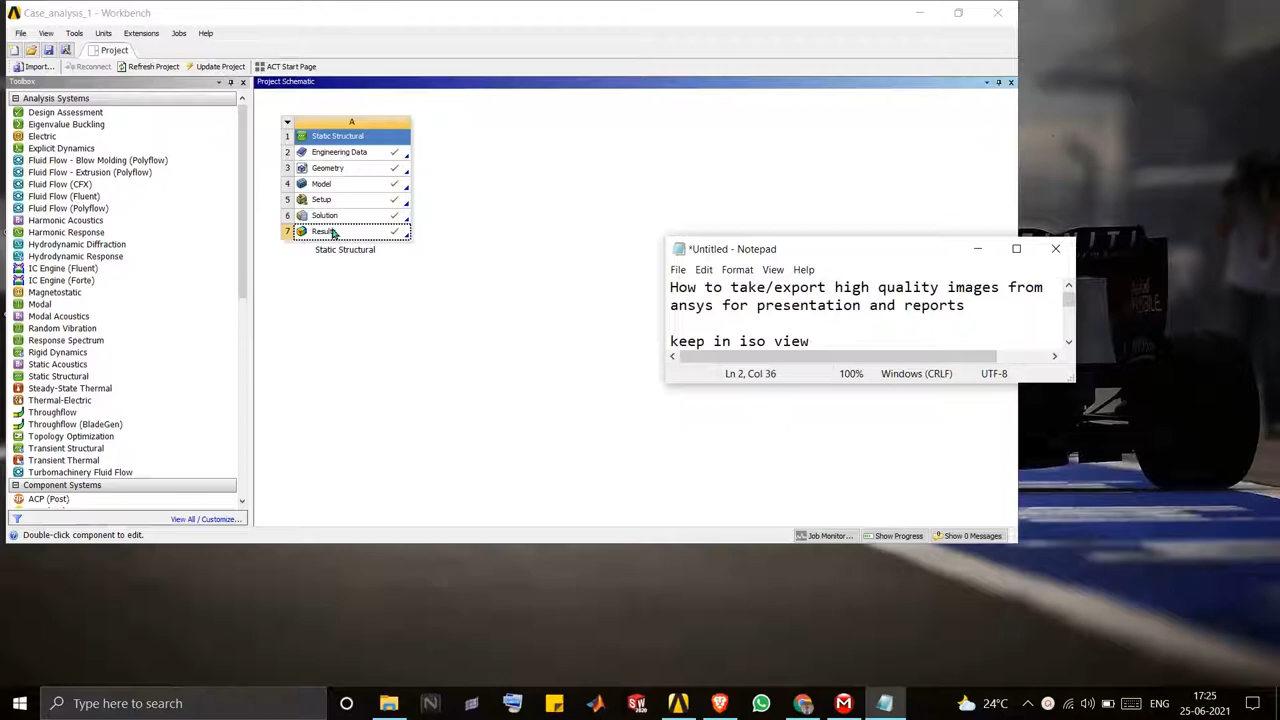 Case_analysis_1 - Workbench
File View Tools Units Extensions Jobs Help
Project
Import... Reconnect Refresh Project Update Project ACT Start Page
Toolbox
Project Schematic
Analysis Systems
Design Assessment
Eigenvalue Buckling
Electric
Explicit Dynamics
Fluid Flow - Blow Molding (Polyflow)
Fluid Flow - Extrusion (Polyflow)
Fluid Flow (CFX)
Fluid Flow (Fluent)
Fluid Flow (Polyflow)
Harmonic Acoustics
Harmonic Response
Hydrodynamic Diffraction
Hydrodynamic Response
IC Engine (Fluent)
IC Engine (Forte)
Magnetostatic
Modal
Modal Acoustics
Random Vibration
Response Spectrum
Rigid Dynamics
Static Acoustics
Static Structural
Steady-State Thermal
Thermal-Electric
Throughflow
Throughflow (BladeGen)
Topology Optimization
Transient Structural
Transient Thermal
Turbomachinery Fluid Flow
Component Systems
ACP (Post)
View All / Customize...
A
1 Static Structural
2 Engineering Data
3 Geometry
4 Model
5 Setup
6 Solution
7 Results
Static Structural
Double-click component to edit.
Job Monitor... Show Progress Show 0 Messages
*Untitled - Notepad
File Edit Format View Help
How to take/export high quality images from
ansys for presentation and reports
keep in iso view
Ln 2, Col 36 100% Windows (CRLF) UTF-8
Type here to search
24°C
ENG
17:25
25-06-2021